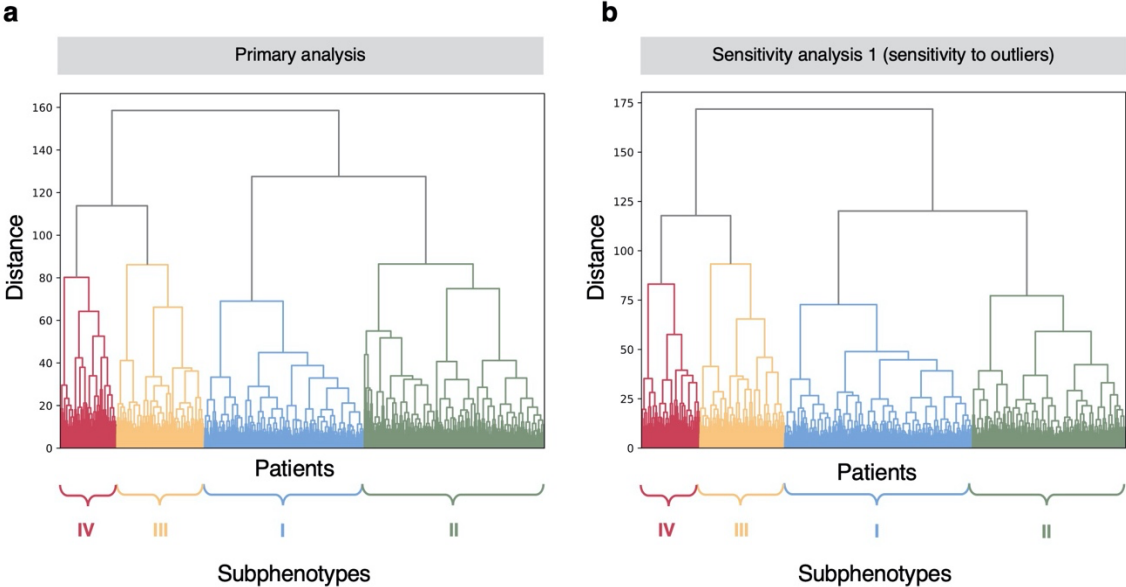 a
Primary analysis
Distance
160
140
120
100
80
60
40
20
0
Patients
IV
III
I
II
Subphenotypes
b
Sensitivity analysis 1 (sensitivity to outliers)
Distance
175
150
125
100
75
50
25
0
Patients
IV
III
I
II
Subphenotypes